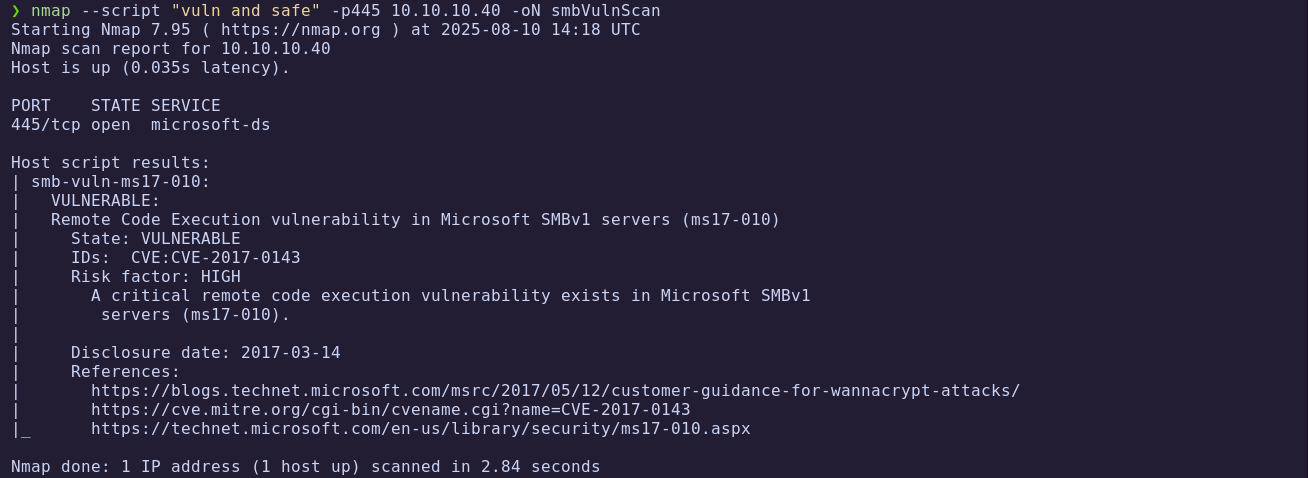 ❯ nmap --script "vuln and safe" -p445 10.10.10.40 -oN smbVulnScan
Starting Nmap 7.95 ( https://nmap.org ) at 2025-08-10 14:18 UTC
Nmap scan report for 10.10.10.40
Host is up (0.035s latency).

PORT    STATE SERVICE
445/tcp open  microsoft-ds

Host script results:
| smb-vuln-ms17-010:
|   VULNERABLE:
|   Remote Code Execution vulnerability in Microsoft SMBv1 servers (ms17-010)
|     State: VULNERABLE
|     IDs:  CVE:CVE-2017-0143
|     Risk factor: HIGH
|       A critical remote code execution vulnerability exists in Microsoft SMBv1
|        servers (ms17-010).
|
|     Disclosure date: 2017-03-14
|     References:
|       https://blogs.technet.microsoft.com/msrc/2017/05/12/customer-guidance-for-wannacrypt-attacks/
|       https://cve.mitre.org/cgi-bin/cvename.cgi?name=CVE-2017-0143
|_      https://technet.microsoft.com/en-us/library/security/ms17-010.aspx

Nmap done: 1 IP address (1 host up) scanned in 2.84 seconds